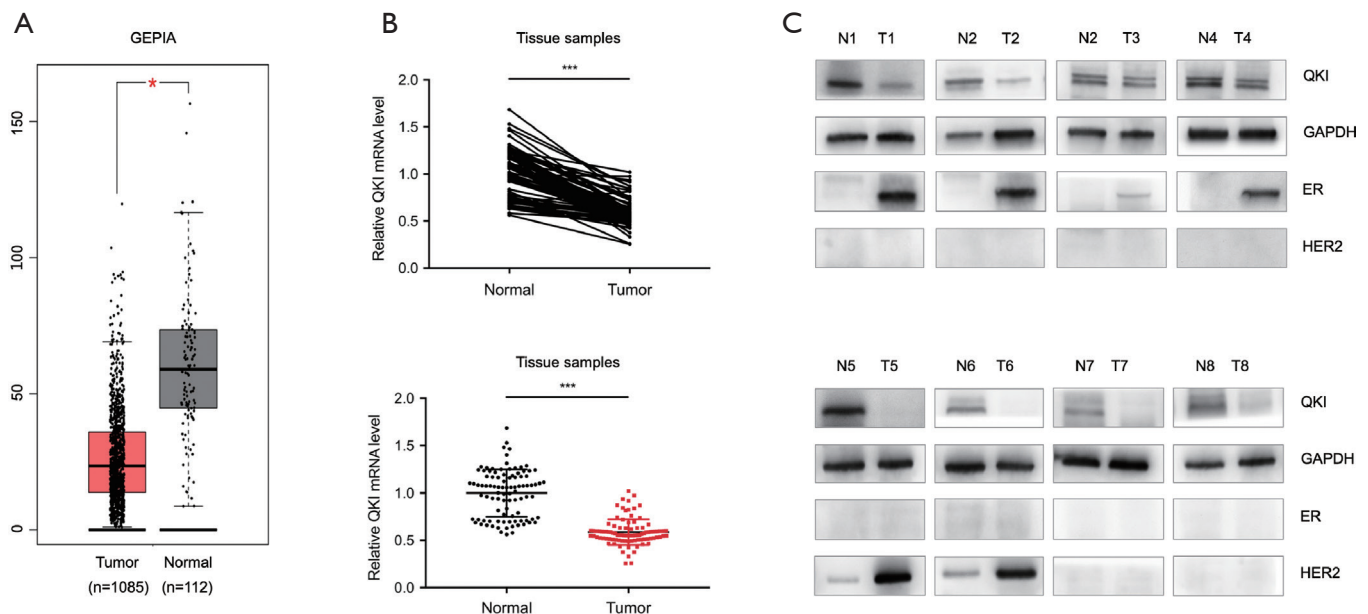 A
GEPIA
*
150
100
50
0
Tumor
(n=1085)
Normal
(n=112)
B
Tissue samples
***
Relative QKI mRNA level
2.0
1.5
1.0
0.5
0.0
Normal
Tumor
Tissue samples
***
Relative QKI mRNA level
2.0
1.5
1.0
0.5
0.0
Normal
Tumor
C
N1 T1 N2 T2 N2 T3 N4 T4
QKI
GAPDH
ER
HER2
N5 T5 N6 T6 N7 T7 N8 T8
QKI
GAPDH
ER
HER2